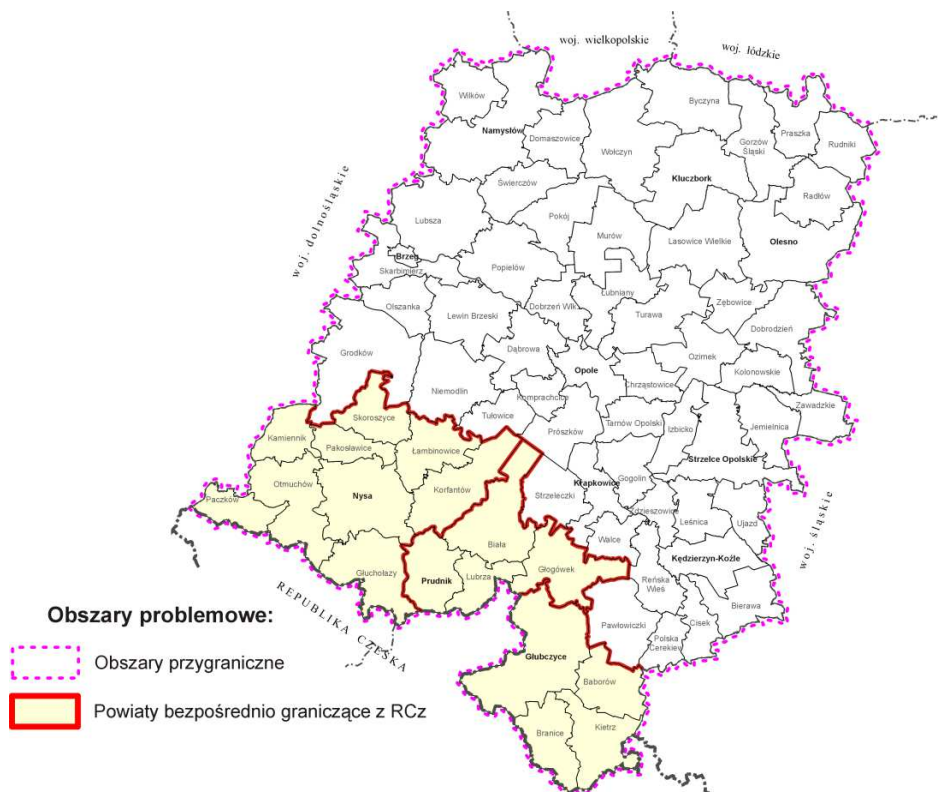 woj. wielkopolskie
woj. łódzkie
Wilków
Byczyna
Namysłów
Domaszowice
Praszka
Wołczyn
Gorzów
Śląski
Rudniki
Kluczbork
Świerczów
Radłów
woj. dolnośląskie
Lubsza
Pokój
Murów
Lasowice Wielkie
Olesno
Brzeg
Skarbimierz
Popielów
Łubniany
Olszanka
Lewin Brzeski
Dobrzeń Wlk.
Turawa
Zębowice
Dobrodzień
Grodków
Dąbrowa
Ozimek
Opole
Kolonowskie
Niemodlin
Chrząstowice
Komprachcice
Zawadzkie
Skoroszyce
Tułowice
Tarnów Opolski
Izbicko
Jemielnica
Kamiennik
Pakosławice
Łambinowice
Prószków
Strzelce Opolskie
Otmuchów
Gogolin
Paczków
Nysa
Korfantów
Strzeleczki
Krapkowice
Zdzieszowice
Leśnica
Ujazd
woj. śląskie
Biała
Walce
Kędzierzyn-Koźle
Głuchołazy
Prudnik
Lubrza
Głogówek
Reńska
Wieś
REPUBLIKA CZESKA
Bierawa
Pawłowiczki
Cisek
Polska
Cerekiew
Głubczyce
Baborów
Branice
Kietrz
Obszary problemowe:
Obszary przygraniczne
Powiaty bezpośrednio graniczące z RCz